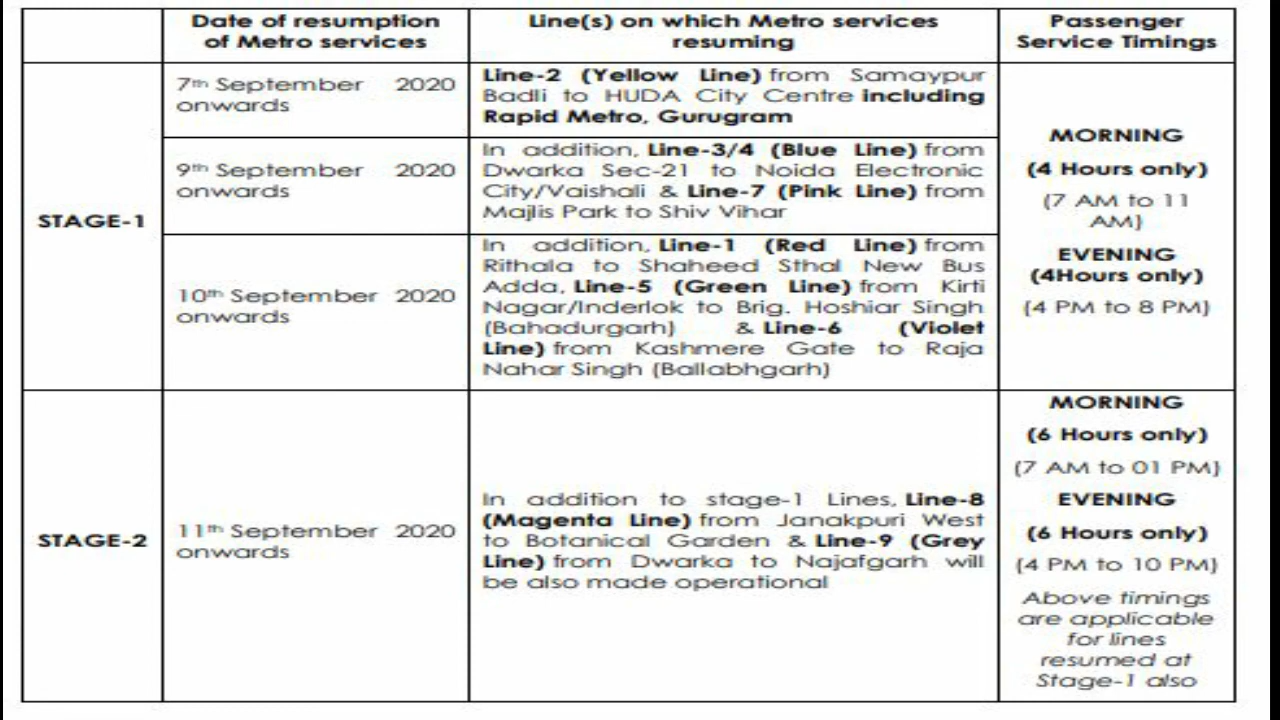 Date of resumption
of Metro services
Line(s) on which Metro services
resuming
Passenger
Service Timings
STAGE-1
7th September 2020
onwards
Line-2 (Yellow Line) from Samaypur
Badli to HUDA City Centre including
Rapid Metro, Gurugram
9th September 2020
onwards
In addition, Line-3/4 (Blue Line) from
Dwarka Sec-21 to Noida Electronic
City/Vaishali & Line-7 (Pink Line) from
Majlis Park to Shiv Vihar
10th September 2020
onwards
In addition, Line-1 (Red Line) from
Rithala to Shaheed Sthal New Bus
Adda, Line-5 (Green Line) from Kirti
Nagar/Inderlok to Brig. Hoshiar Singh
(Bahadurgarh) & Line-6 (Violet
Line) from Kashmere Gate to Raja
Nahar Singh (Ballabhgarh)
MORNING
(4 Hours only)
(7 AM to 11
AM)
EVENING
(4Hours only)
(4 PM to 8 PM)
STAGE-2
11th September 2020
onwards
In addition to stage-1 Lines, Line-8
(Magenta Line) from Janakpuri West
to Botanical Garden & Line-9 (Grey
Line) from Dwarka to Najafgarh will
be also made operational
MORNING
(6 Hours only)
(7 AM to 01 PM)
EVENING
(6 Hours only)
(4 PM to 10 PM)
Above timings
are applicable
for lines
resumed at
Stage-1 also